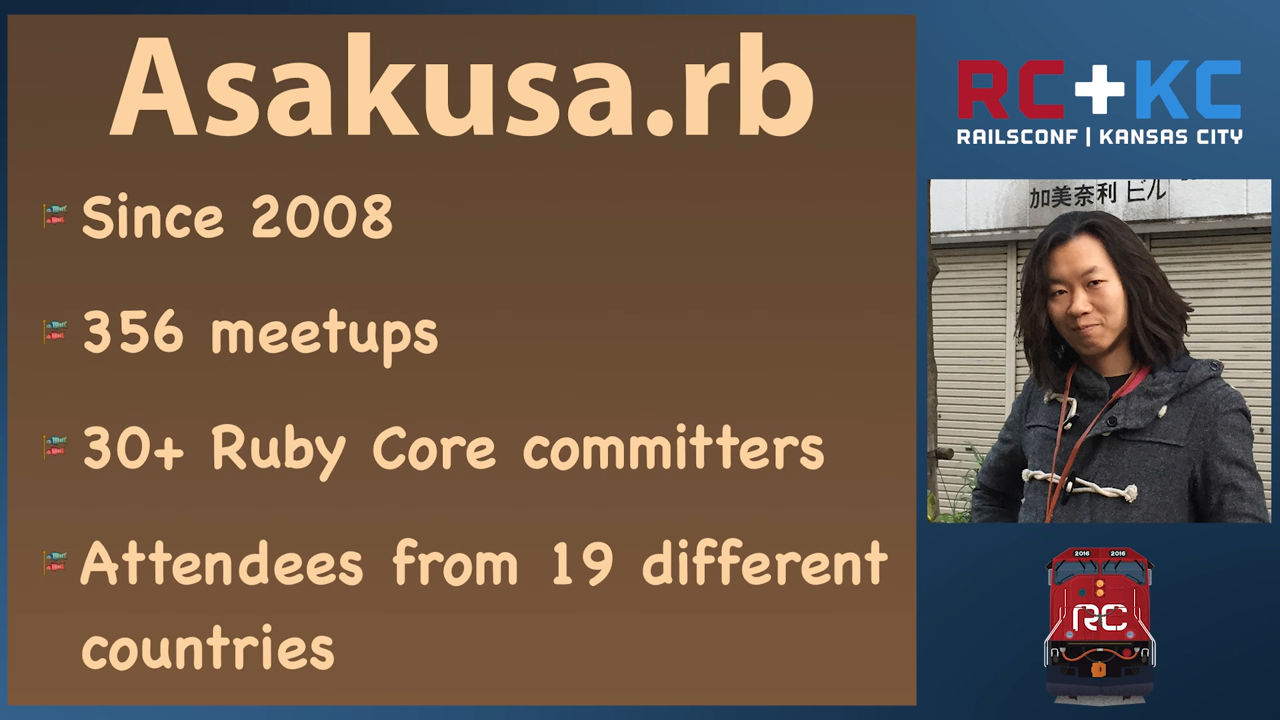 Asakusa.rb
Since 2008
356 meetups
30+ Ruby Core committers
Attendees from 19 different
countries
RC+KC
RAILSCONF | KANSAS CITY
加美奈利 ビル
2016 2016
RC